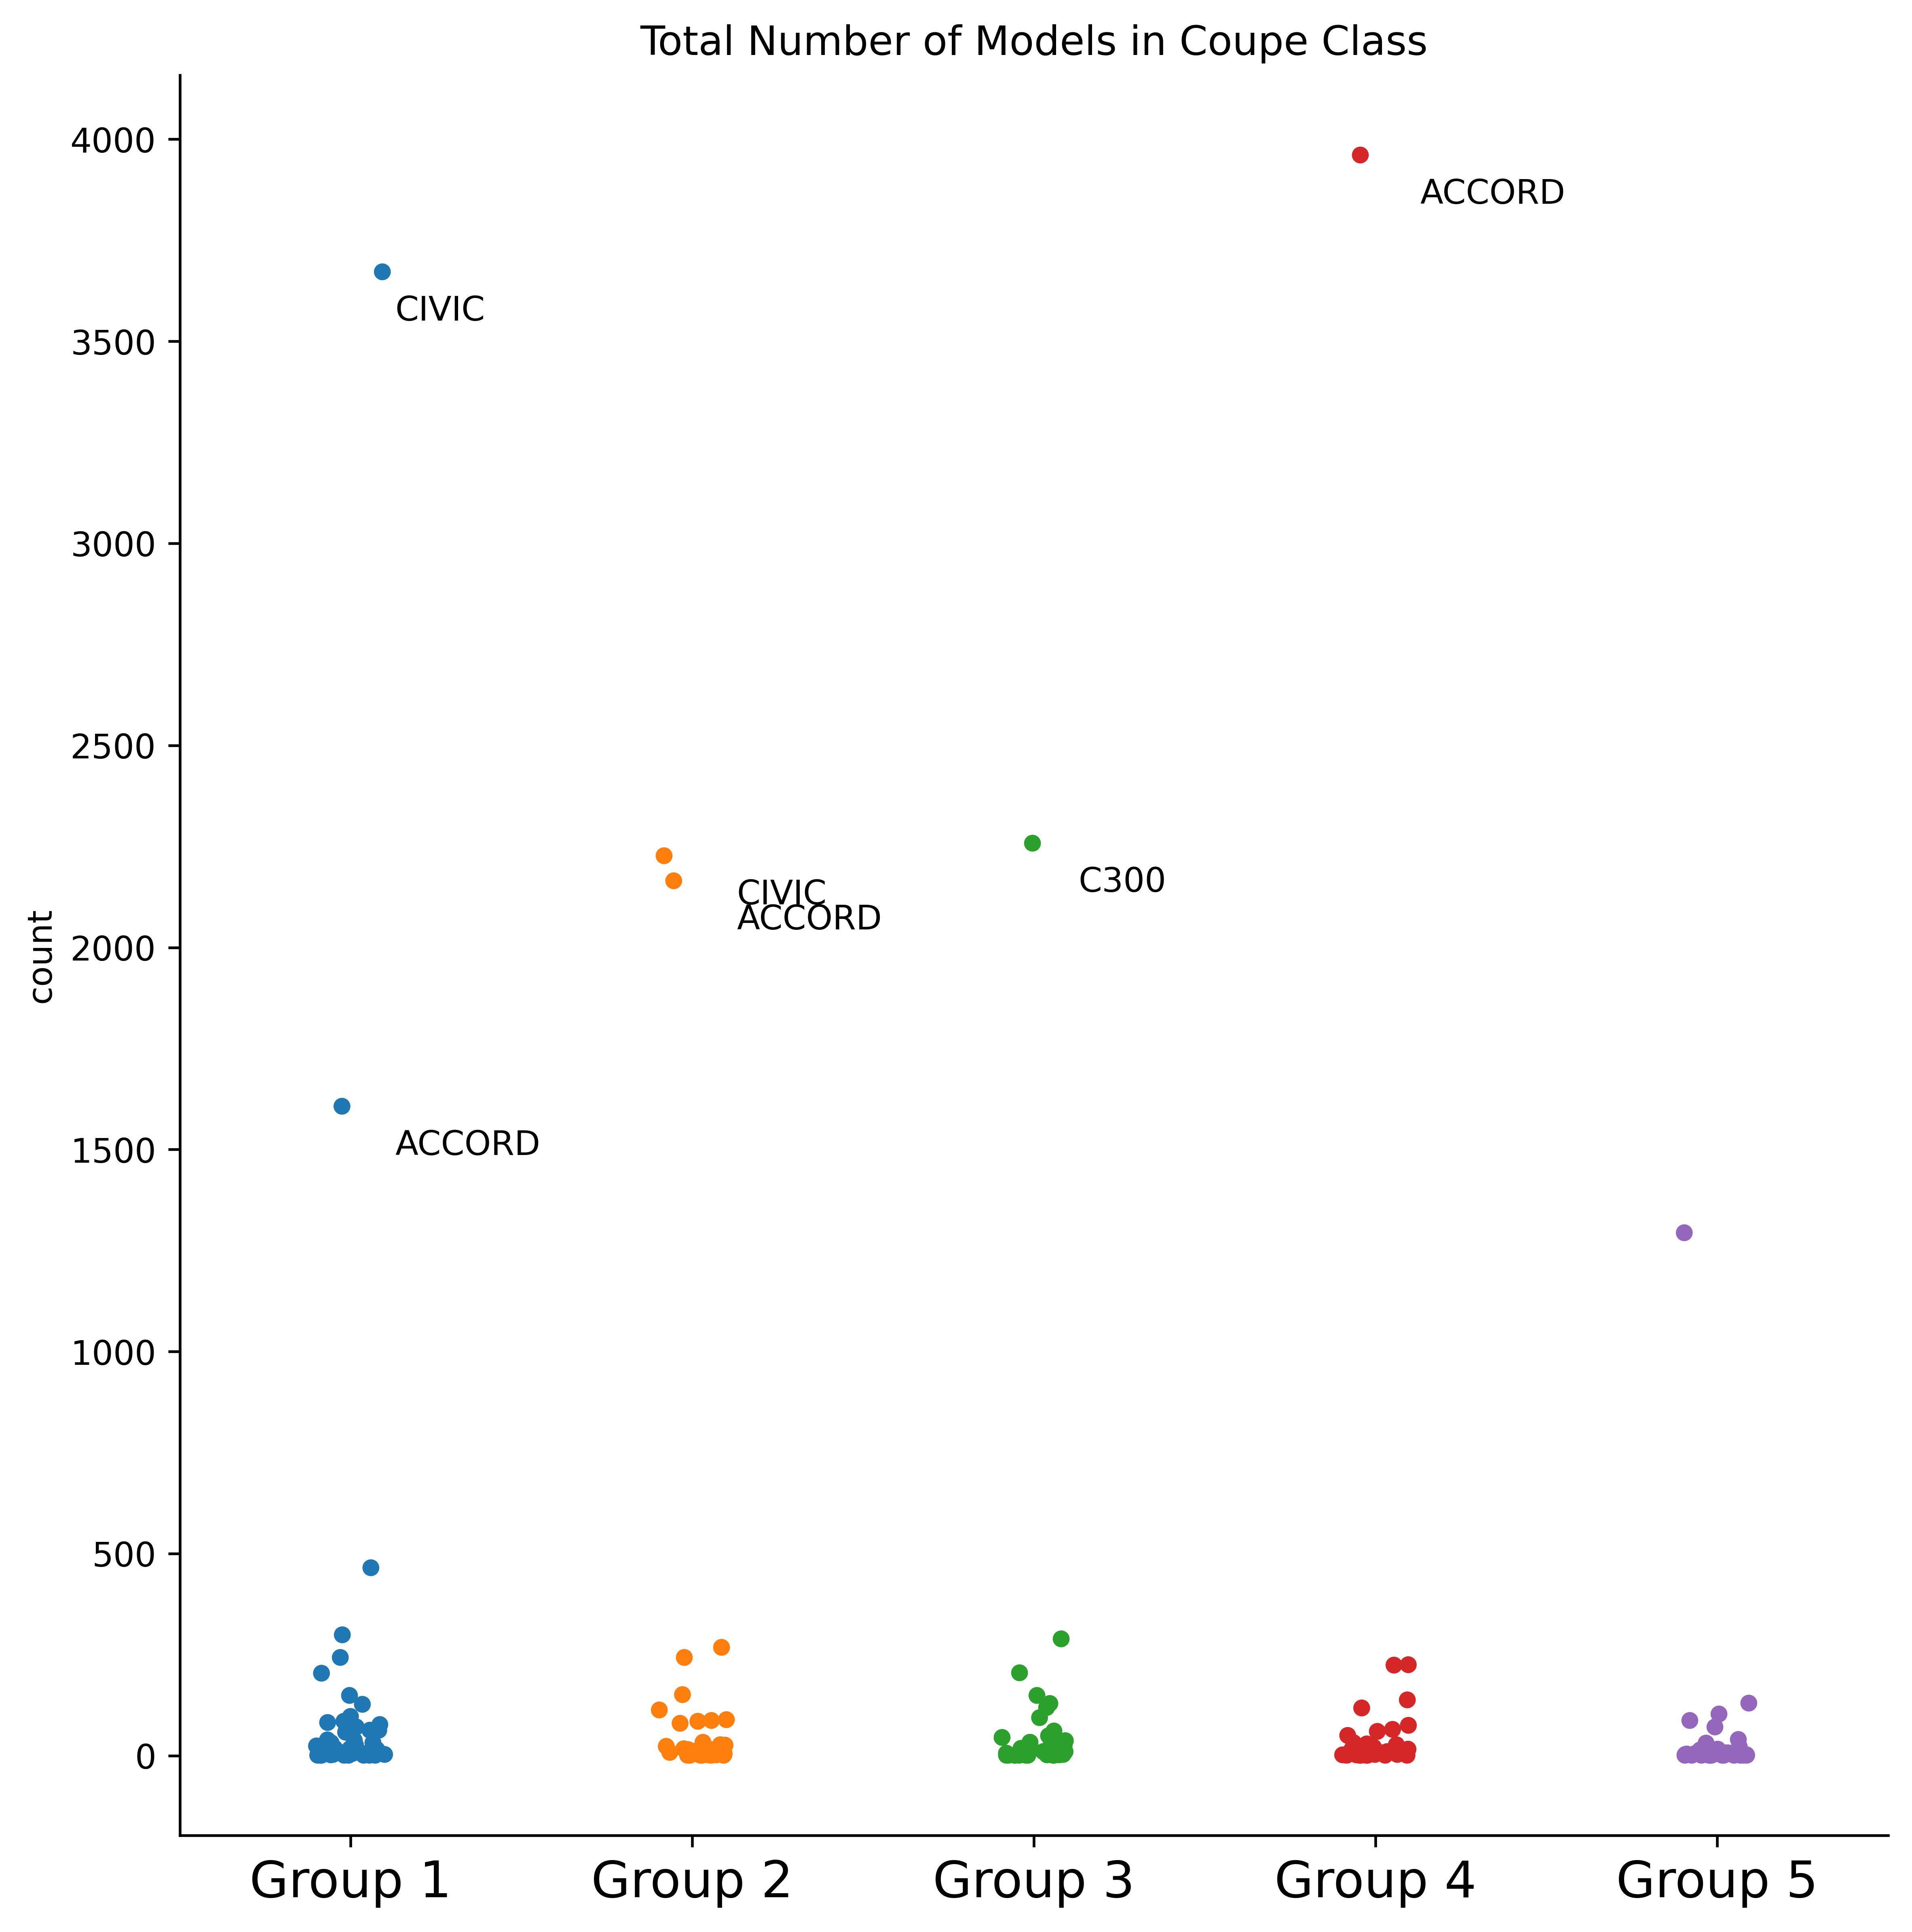 Total Number of Models in Coupe Class
4000
ACCORD
CIVIC
3500
3000
2500
CIVIC
C300
ACCORD
count
2000
ACCORD
1500
1000
500
0
Group 1
Group 2
Group 3
Group 4
Group 5